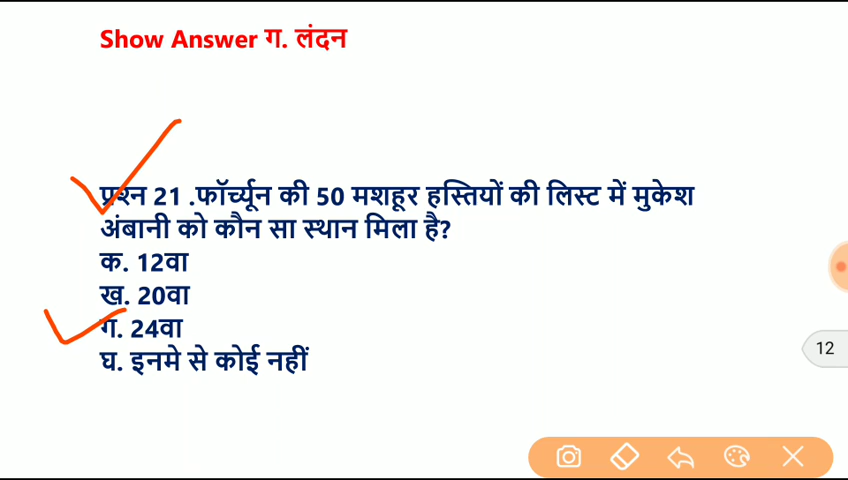 Show Answer ग. लंदन
प्रश्न 21 .फॉर्च्यून की 50 मशहूर हस्तियों की लिस्ट में मुकेश
अंबानी को कौन सा स्थान मिला है?
क. 12वा
ख. 20वा
ग. 24वा
घ. इनमे से कोई नहीं
12